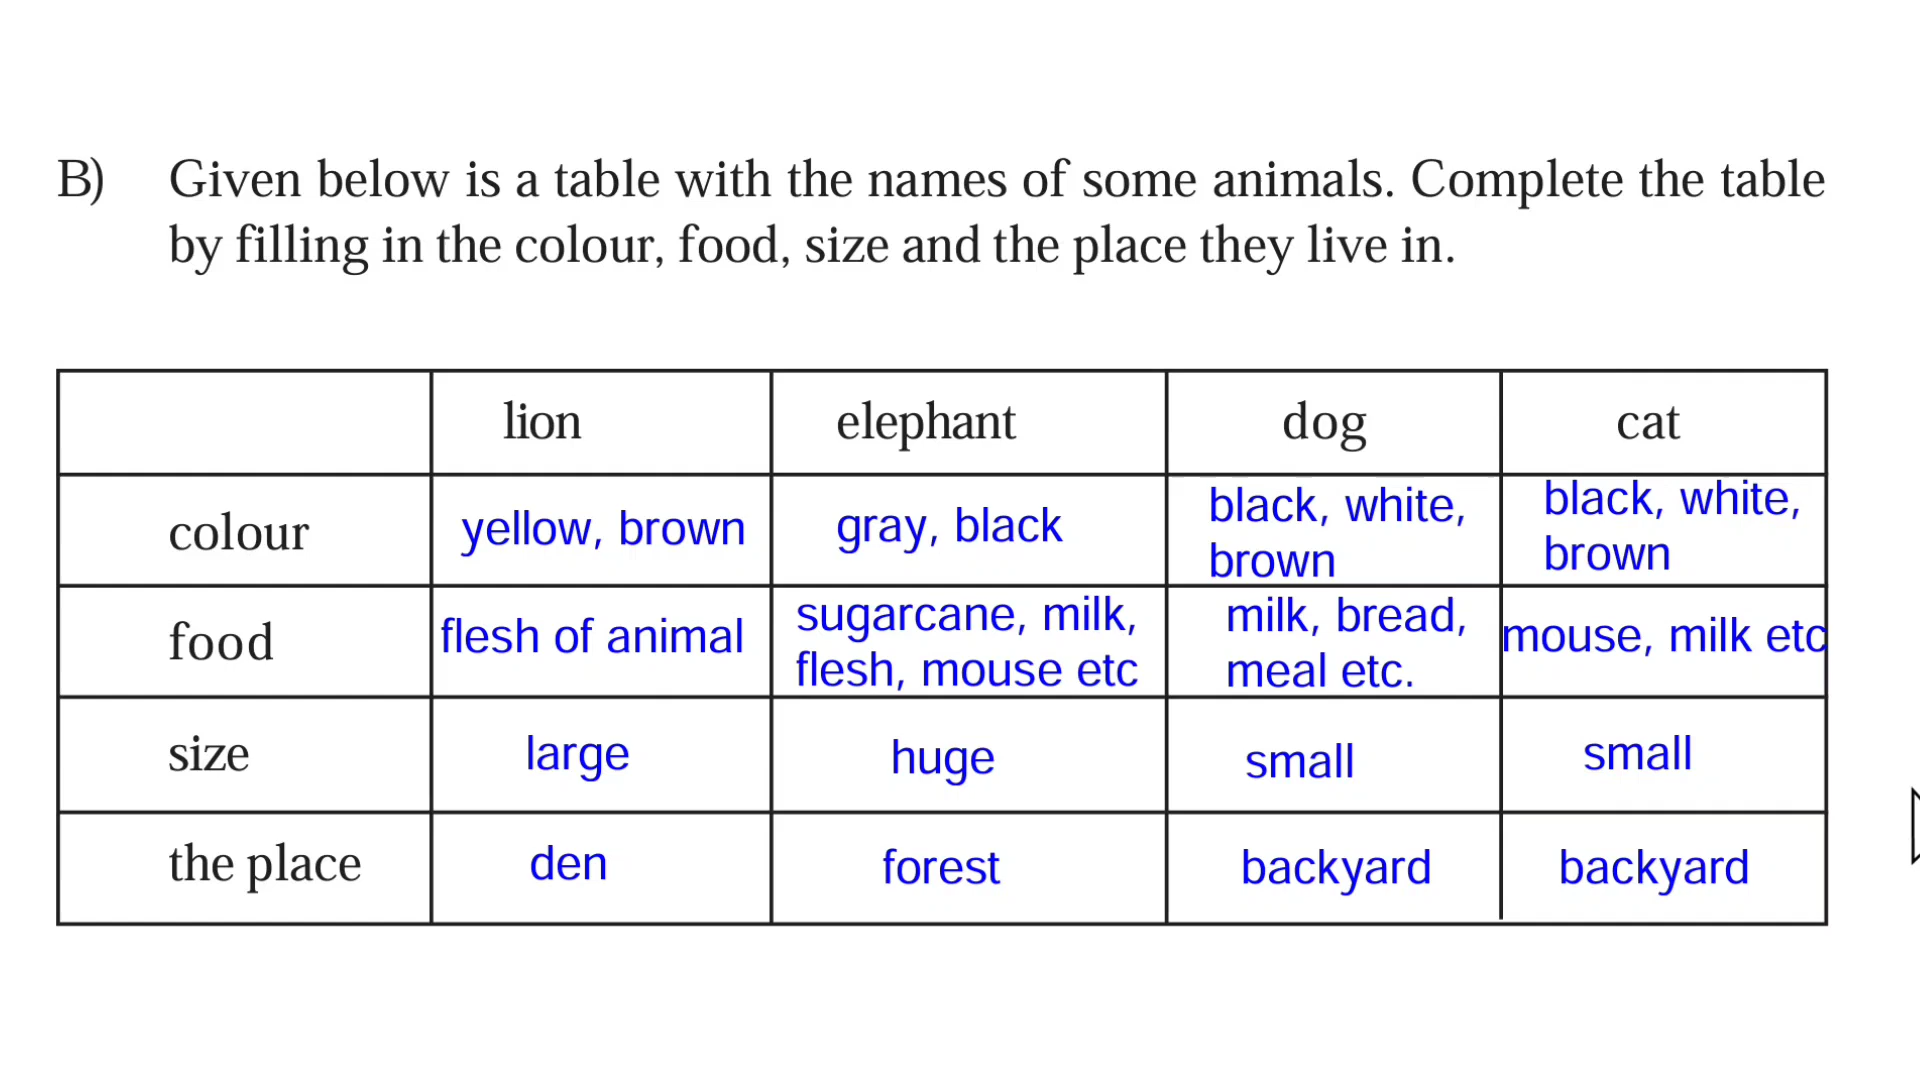 B) Given below is a table with the names of some animals. Complete the table
by filling in the colour, food, size and the place they live in.
lion elephant dog cat
colour yellow, brown gray, black black, white, brown black, white, brown
food flesh of animal sugarcane, milk, flesh, mouse etc milk, bread, meal etc. mouse, milk etc
size large huge small small
the place den forest backyard backyard